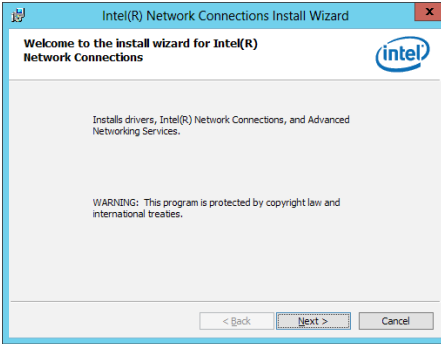 Intel(R) Network Connections Install Wizard
x
Welcome to the install wizard for Intel(R)
Network Connections
intel
Installs drivers, Intel(R) Network Connections, and Advanced
Networking Services.
WARNING: This program is protected by copyright law and
international treaties.
< Back
Next >
Cancel